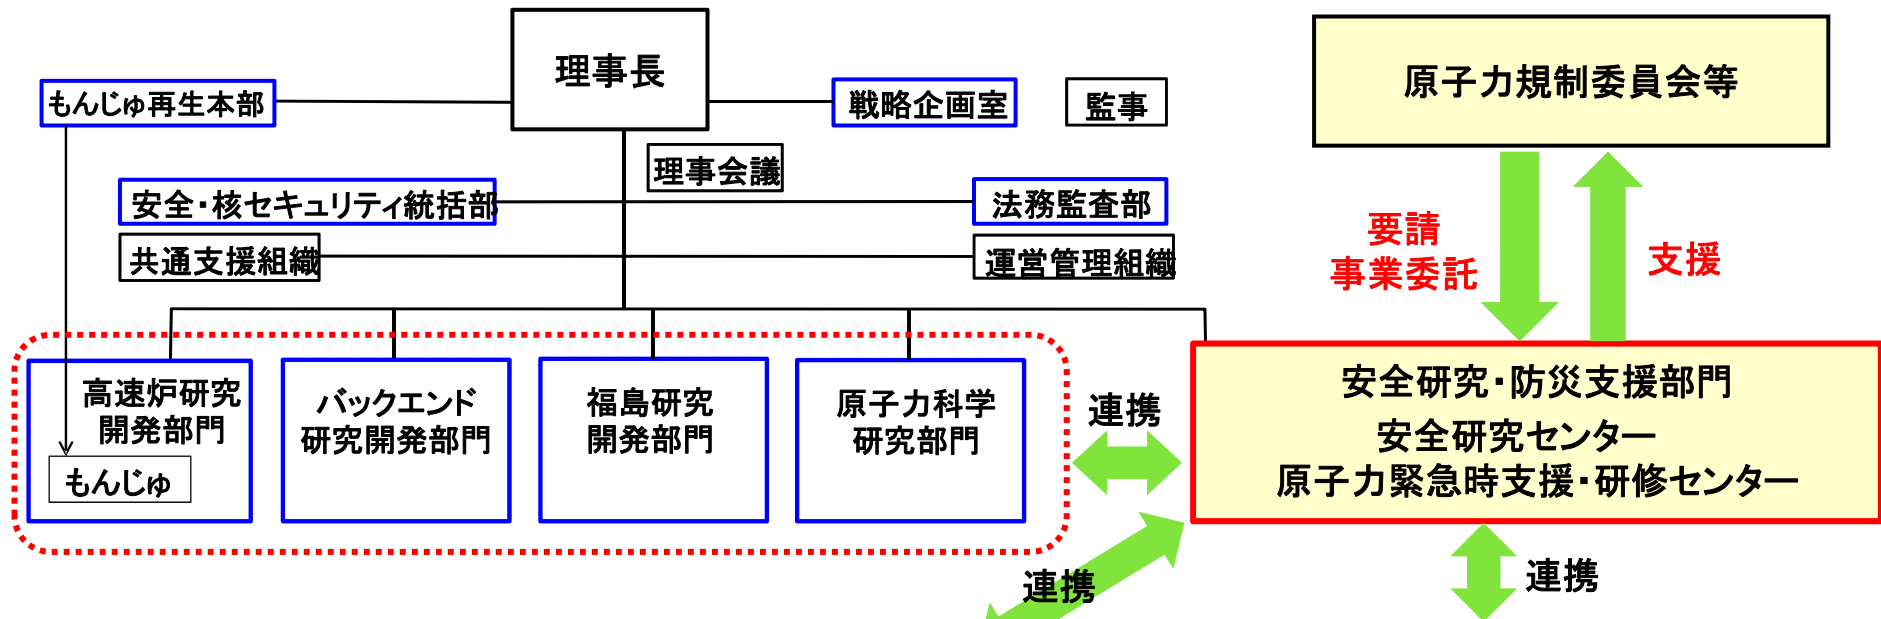 理事長
原子力規制委員会等
もんじゅ再生本部
戦略企画室
監事
理事会議
安全・核セキュリティ統括部
法務監査部
共通支援組織
運営管理組織
要請
事業委託
支援
高速炉研究
開発部門
もんじゅ
バックエンド
研究開発部門
福島研究
開発部門
原子力科学
研究部門
連携
安全研究・防災支援部門
安全研究センター
原子力緊急時支援・研修センター
連携
連携